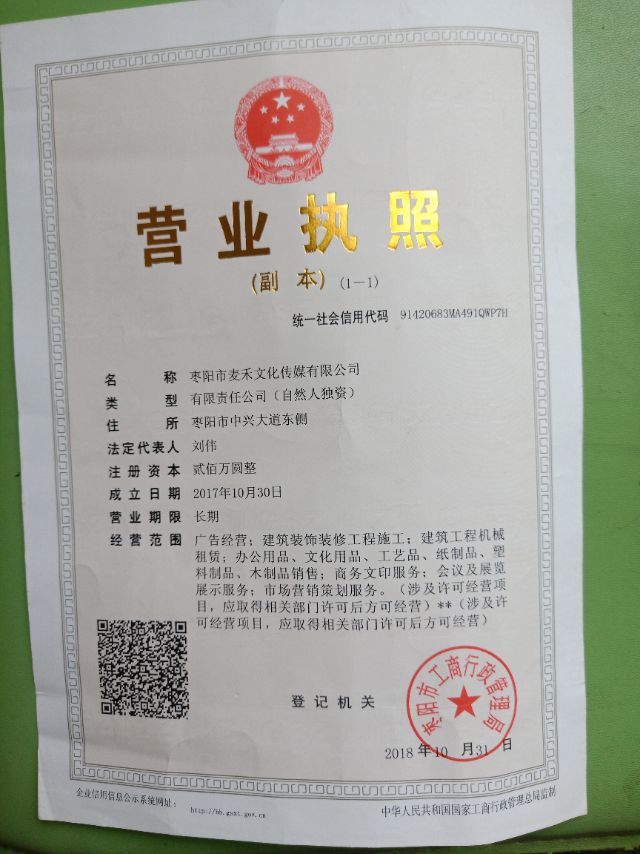 营业执照
(副 本) (1-1)
统一社会信用代码 91420683MA491QWP7H
名 称 枣阳市麦禾文化传媒有限公司
类 型 有限责任公司(自然人独资)
住 所 枣阳市中兴大道东侧
法定代表人 刘伟
注册资本 贰佰万圆整
成立日期 2017年10月30日
营业期限 长期
经营范围 广告经营;建筑装饰装修工程施工;建筑工程机械
租赁;办公用品、文化用品、工艺品、纸制品、塑
料制品、木制品销售;商务文印服务;会议及展览
展示服务;市场营销策划服务。(涉及许可经营项
目,应取得相关部门许可后方可经营)**(涉及许
可经营项目,应取得相关部门许可后方可经营)
登记机关
枣阳市工商行政管理局
2018 年10 月31 日
企业信用信息公示系统网址: http://hb.gsxt.gov.cn 中华人民共和国国家工商行政管理总局监制